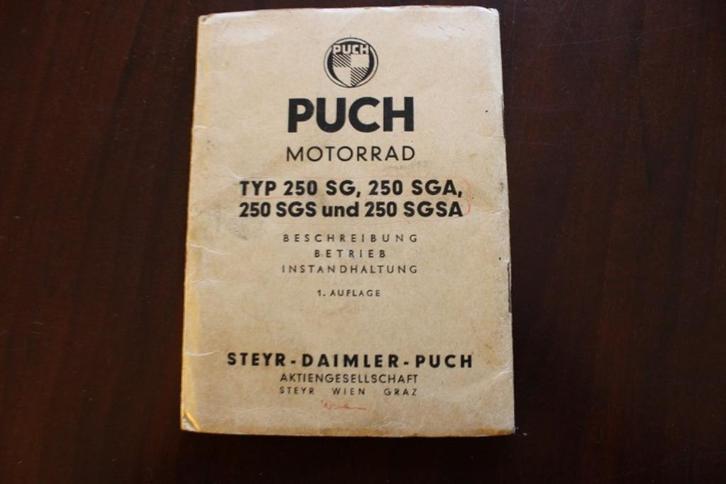 PUCH
PUCH
MOTORRAD
TYP 250 SG, 250 SGA,
250 SGS und 250 SGSA
BESCHREIBUNG
BETRIEB
INSTANDHALTUNG
1. AUFLAGE
STEYR-DAIMLER-PUCH
AKTIENGESELLSCHAFT
STEYR WIEN GRAZ